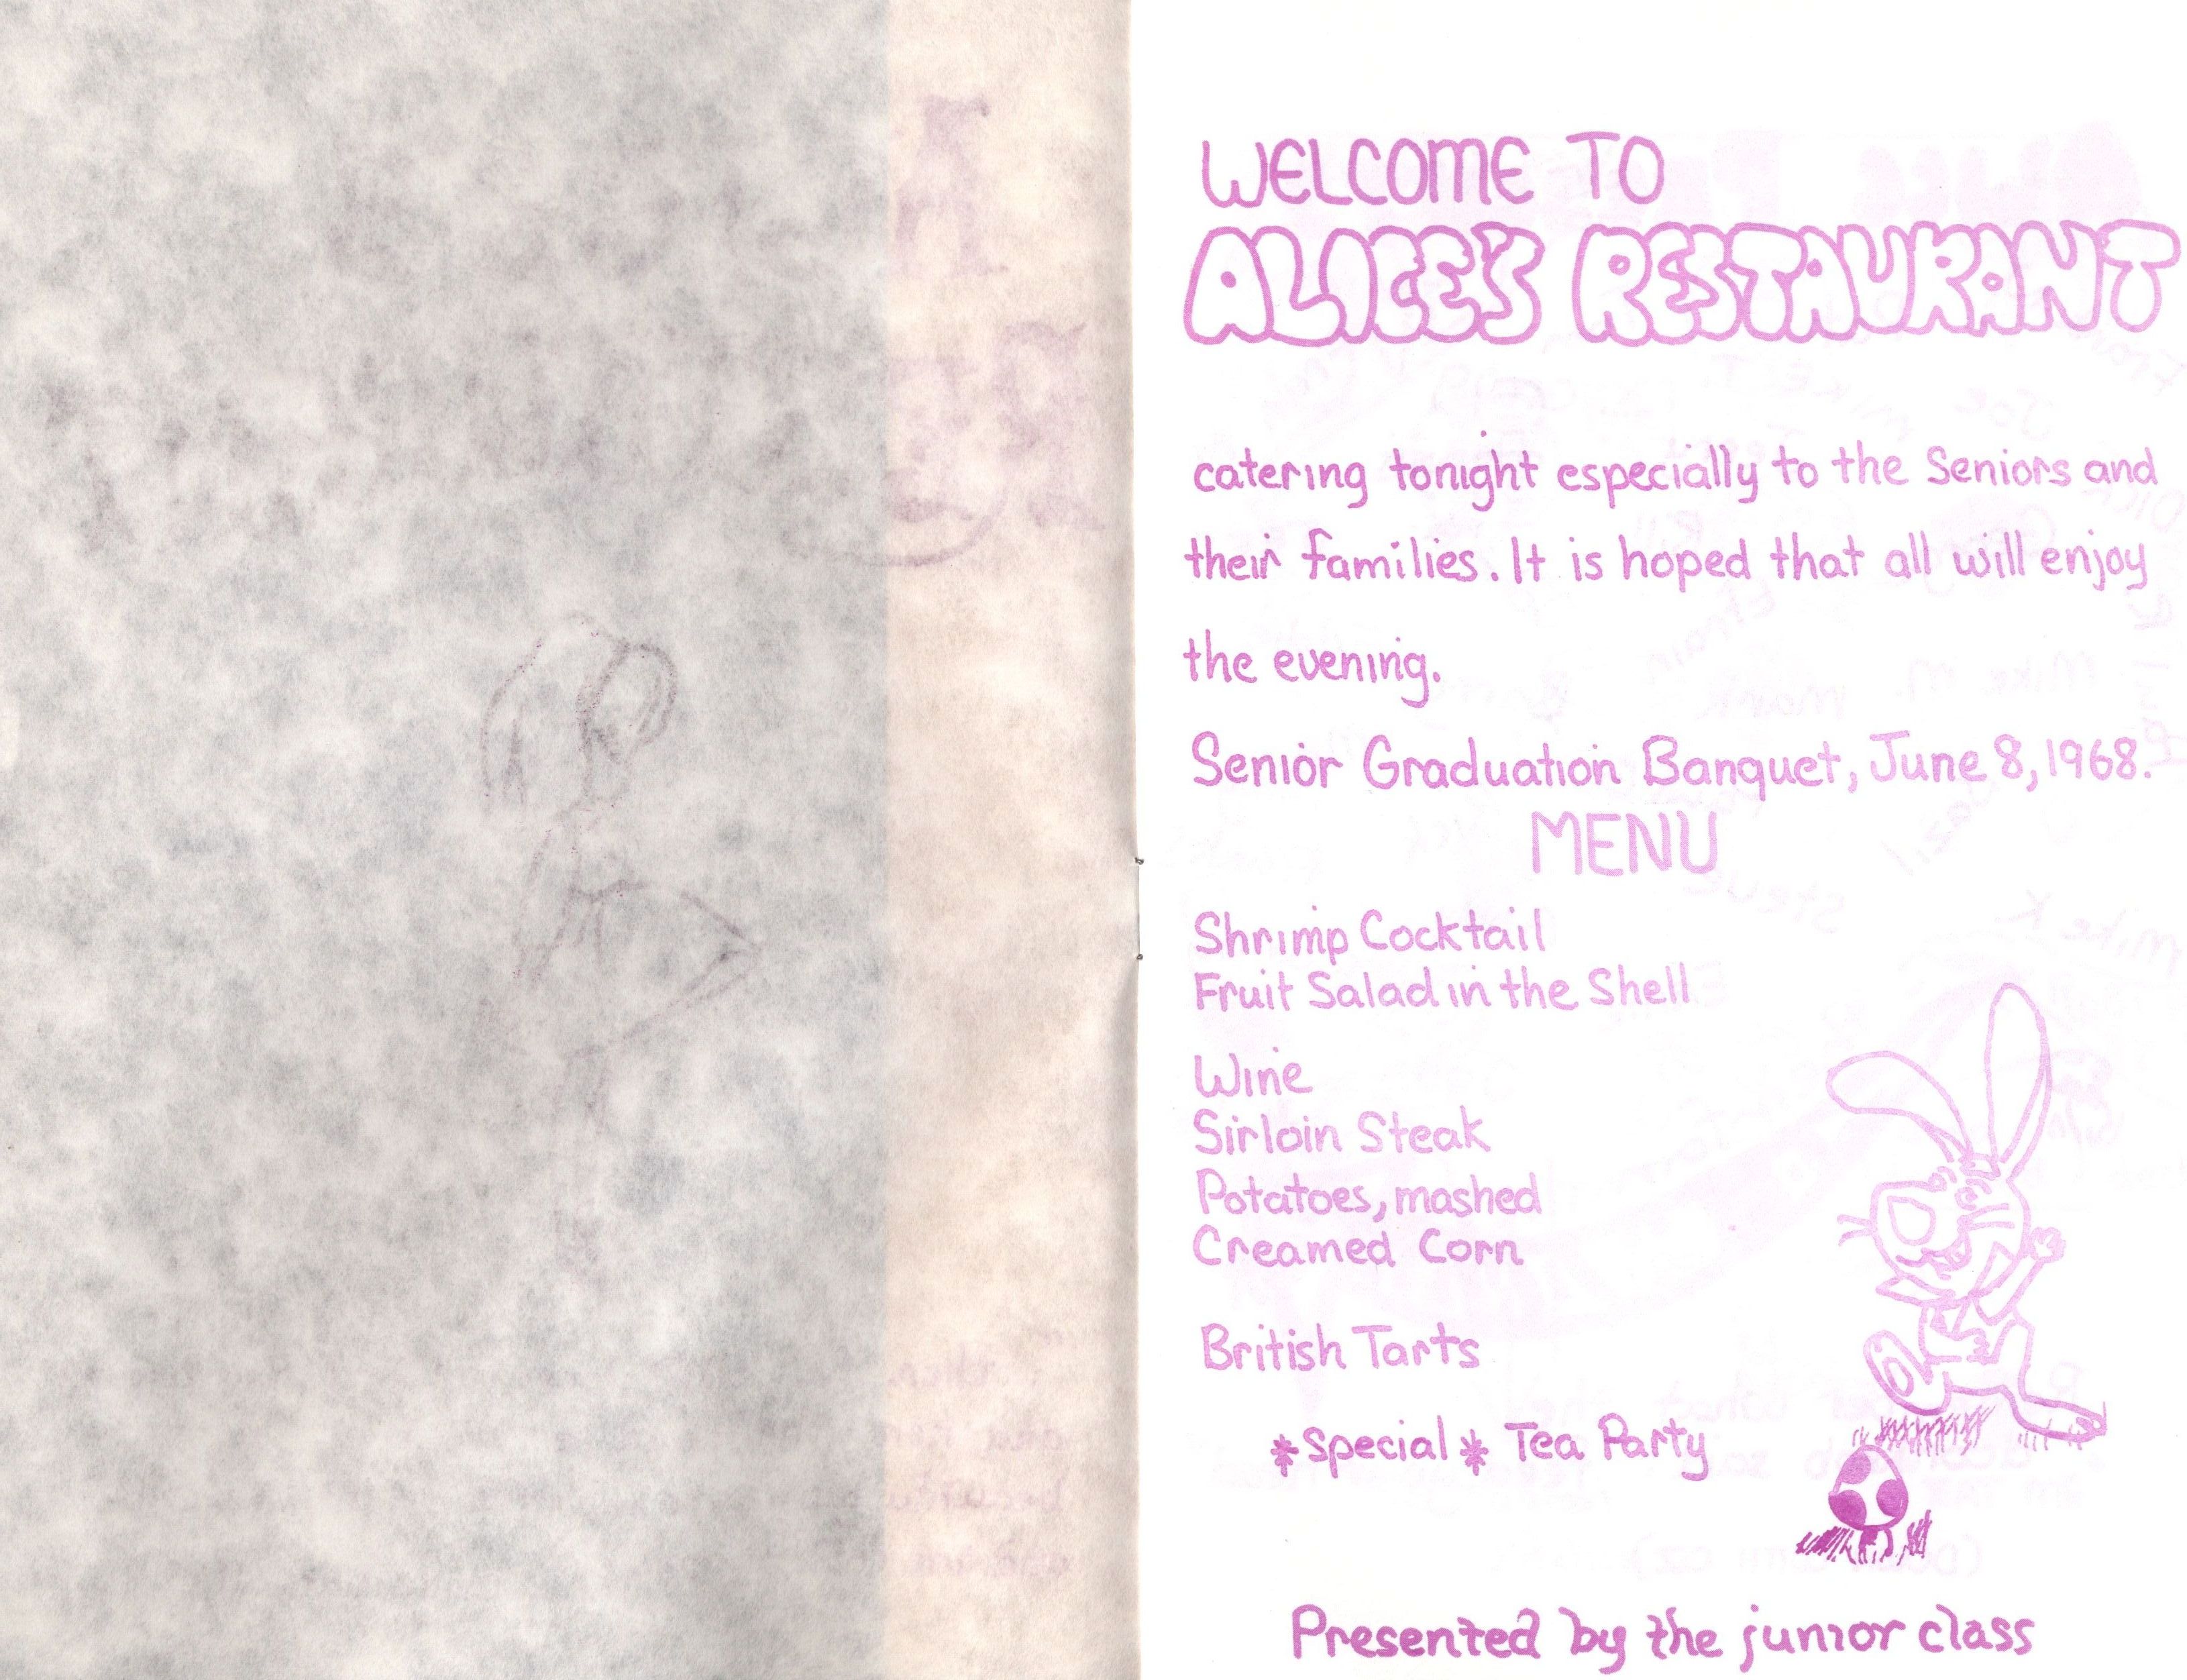 WELCOME TO
ALICE'S RESTAURANT
catering tonight especially to the Seniors and
their families. It is hoped that all will enjoy
the evening.
Senior Graduation Banquet, June 8, 1968.
MENU
Shrimp Cocktail
Fruit Salad in the Shell
Wine
Sirloin Steak
Potatoes, mashed
Creamed Corn
British Tarts
*special* Tea Party
Presented by the junior class